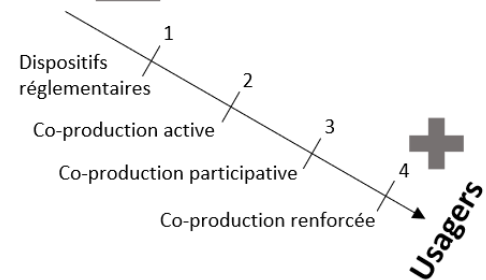 1
Dispositifs
réglementaires
2
Co-production active
3
Co-production participative
4
Co-production renforcée
Usagers